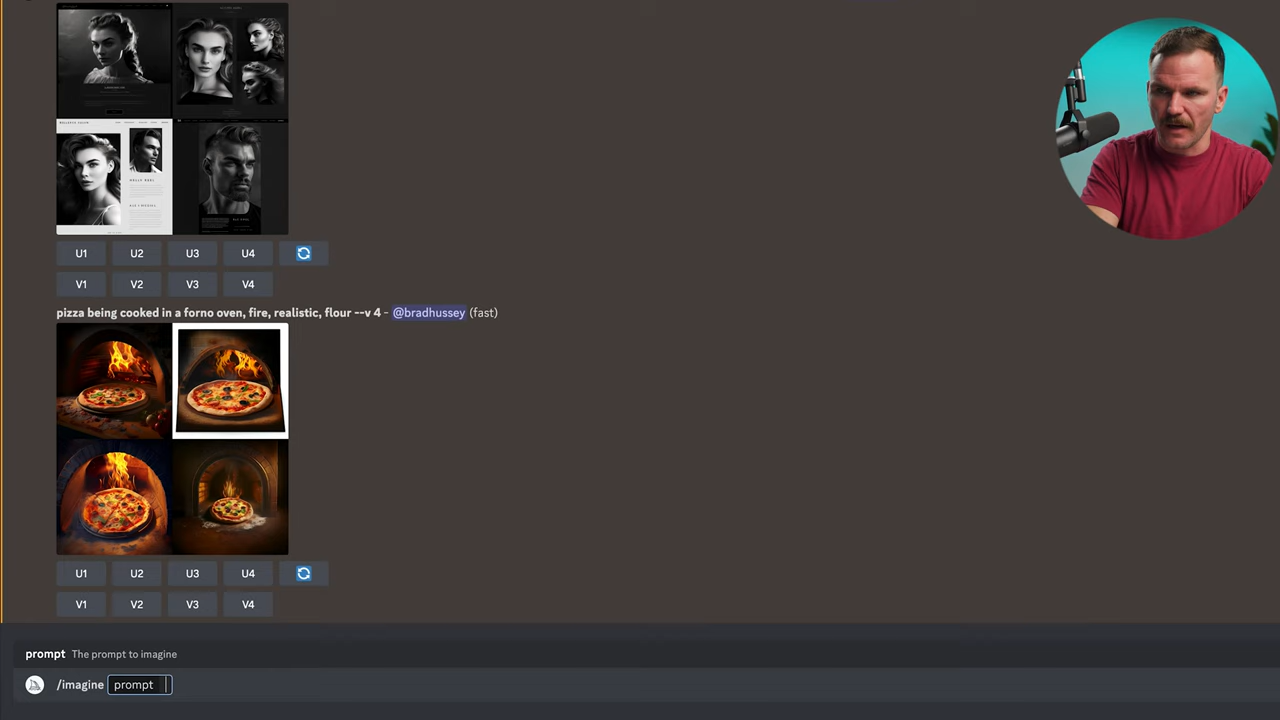 U1 U2 U3 U4
V1 V2 V3 V4
pizza being cooked in a forno oven, fire, realistic, flour --v 4 - @bradhussey (fast)
U1 U2 U3 U4
V1 V2 V3 V4
prompt The prompt to imagine
/imagine prompt